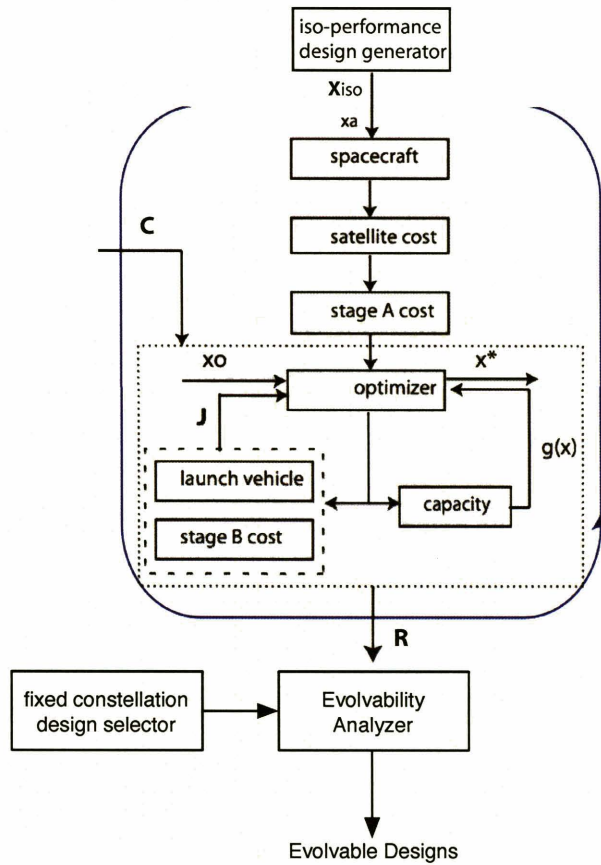 iso-performance
design generator
Xiso
xa
spacecraft
satellite cost
C
stage A cost
xo
x*
optimizer
J
g(x)
launch vehicle
capacity
stage B cost
R
fixed constellation
design selector
Evolvability
Analyzer
Evolvable Designs